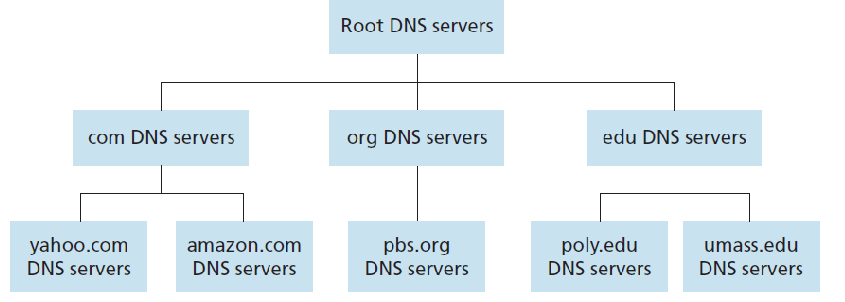 Root DNS servers
com DNS servers
org DNS servers
edu DNS servers
yahoo.com
DNS servers
amazon.com
DNS servers
pbs.org
DNS servers
poly.edu
DNS servers
umass.edu
DNS servers